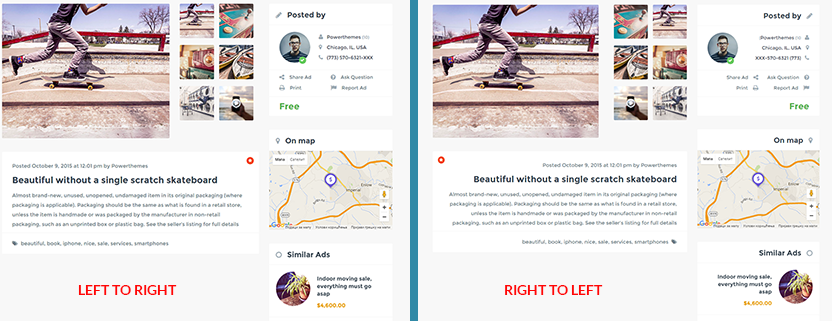 Posted by
Powerthemes (10)
Chicago, IL, USA
(773) 570-6321-XXX
Share Ad
Ask Question
Print
Report Ad
Free
On map
Posted October 9, 2015 at 12:01 pm by Powerthemes
Beautiful without a single scratch skateboard
Almost brand-new, unused, unopened, undamaged item in its original packaging (where
packaging is applicable). Packaging should be the same as what is found in a retail store,
unless the item is handmade or was packaged by the manufacturer in non-retail
packaging, such as an unprinted box or plastic bag. See the seller's listing for full details
beautiful, book, iphone, nice, sale, services, smartphones
Similar Ads
Indoor moving sale,
everything must go
asap
$4,600.00
LEFT TO RIGHT
Posted by
Powerthemes (10)
Chicago, IL, USA
XXX-570-6321 (773)
Share Ad
Ask Question
Print
Report Ad
Free
On map
Posted October 9, 2015 at 12:01 pm by Powerthemes
Beautiful without a single scratch skateboard
Almost brand-new, unused, unopened, undamaged item in its original packaging (where
packaging is applicable). Packaging should be the same as what is found in a retail store,
unless the item is handmade or was packaged by the manufacturer in non-retail
packaging, such as an unprinted box or plastic bag. See the seller's listing for full details
beautiful, book, iphone, nice, sale, services, smartphones
Similar Ads
Indoor moving sale,
everything must go
asap
$4,600.00
RIGHT TO LEFT